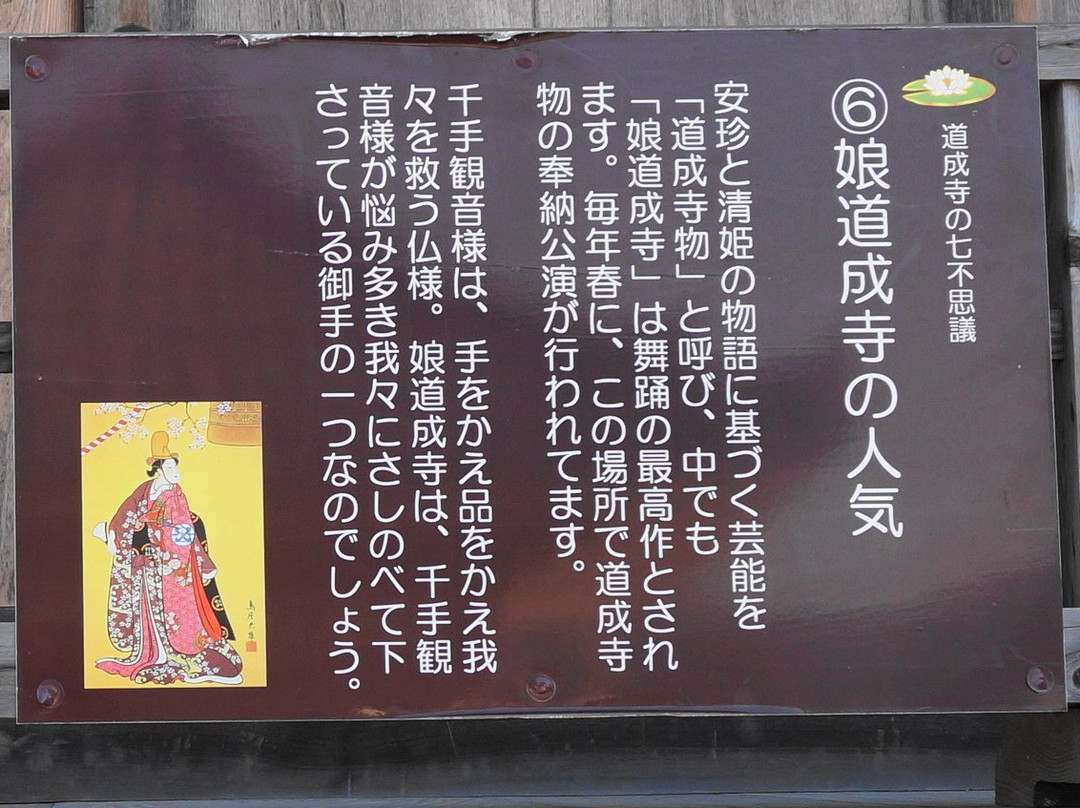 道成寺の七不思議
⑥娘道成寺の人気
安珍と清姫の物語に基づく芸能を
「道成寺物」と呼び、中でも
「娘道成寺」は舞踊の最高作とされ
ます。毎年春に、この場所で道成寺
物の奉納公演が行われてます。
千手観音様は、手をかえ品をかえ我
々を救う仏様。娘道成寺は、千手観
音様が悩み多き我々にさしのべて下
さっている御手の一つなのでしょう。